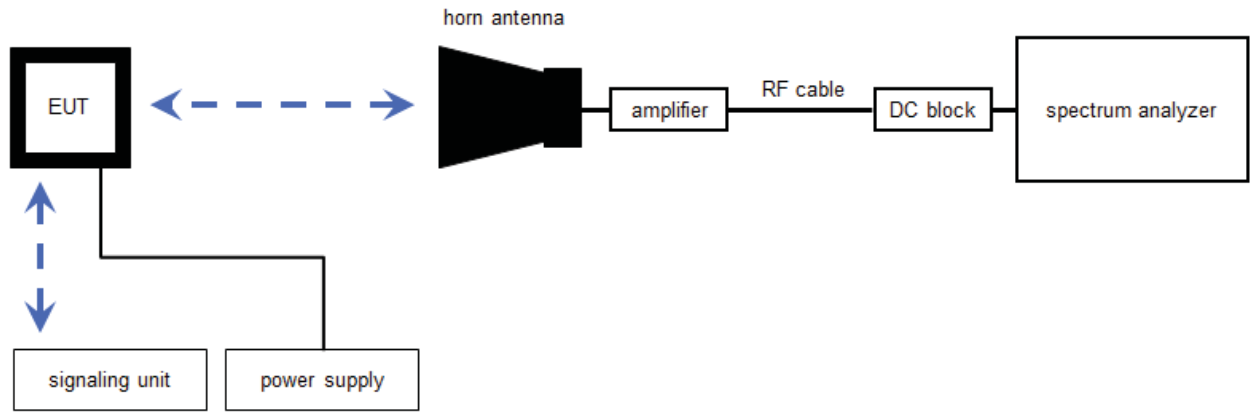 horn antenna
EUT
amplifier
RF cable
DC block
spectrum analyzer
signaling unit
power supply